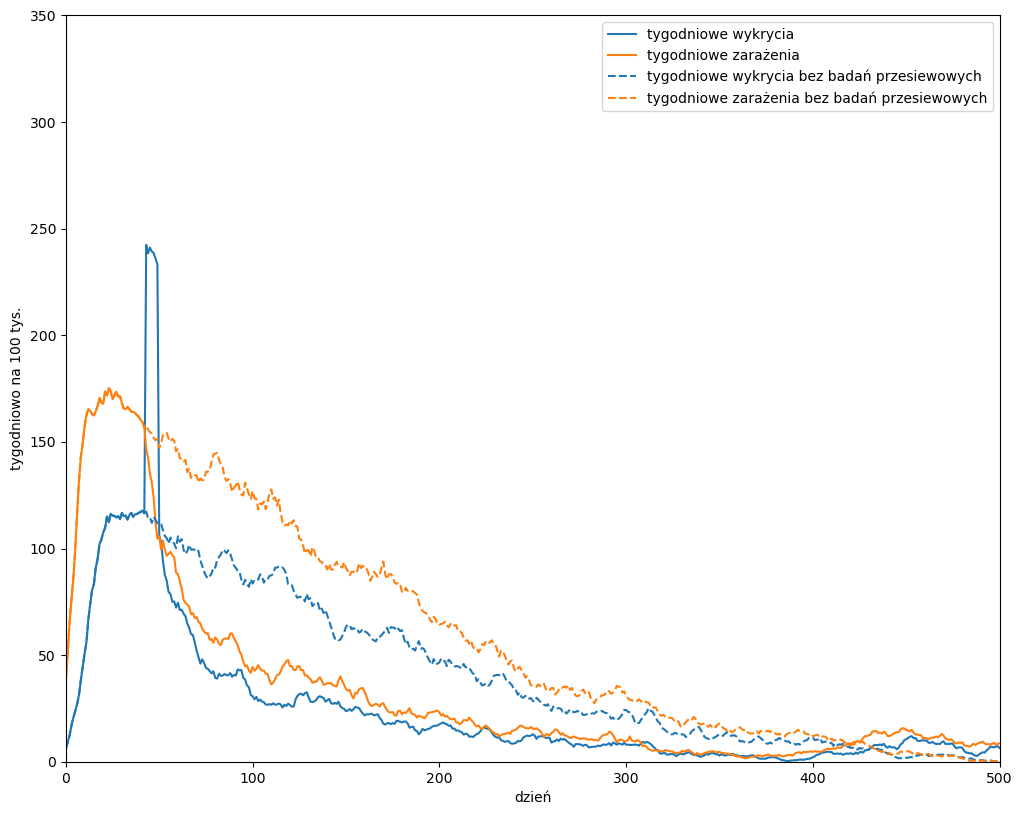 350
300
250
200
150
100
50
0
tygodniowo na 100 tys.
tygodniowe wykrycia
tygodniowe zarażenia
tygodniowe wykrycia bez badań przesiewowych
tygodniowe zarażenia bez badań przesiewowych
0 100 200 300 400 500
dzień